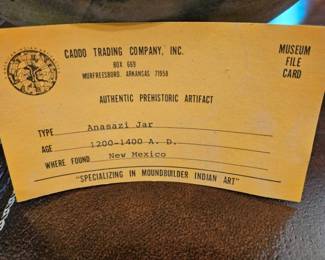 CADDO TRADING COMPANY, INC.
BOX 669
MURFREESBORO, ARKANSAS 71958
MUSEUM
FILE
CARD
AUTHENTIC PREHISTORIC ARTIFACT
TYPE Anasazi Jar
AGE 1200-1400 A. D.
WHERE FOUND New Mexico
"SPECIALIZING IN MOUNDBUILDER INDIAN ART"